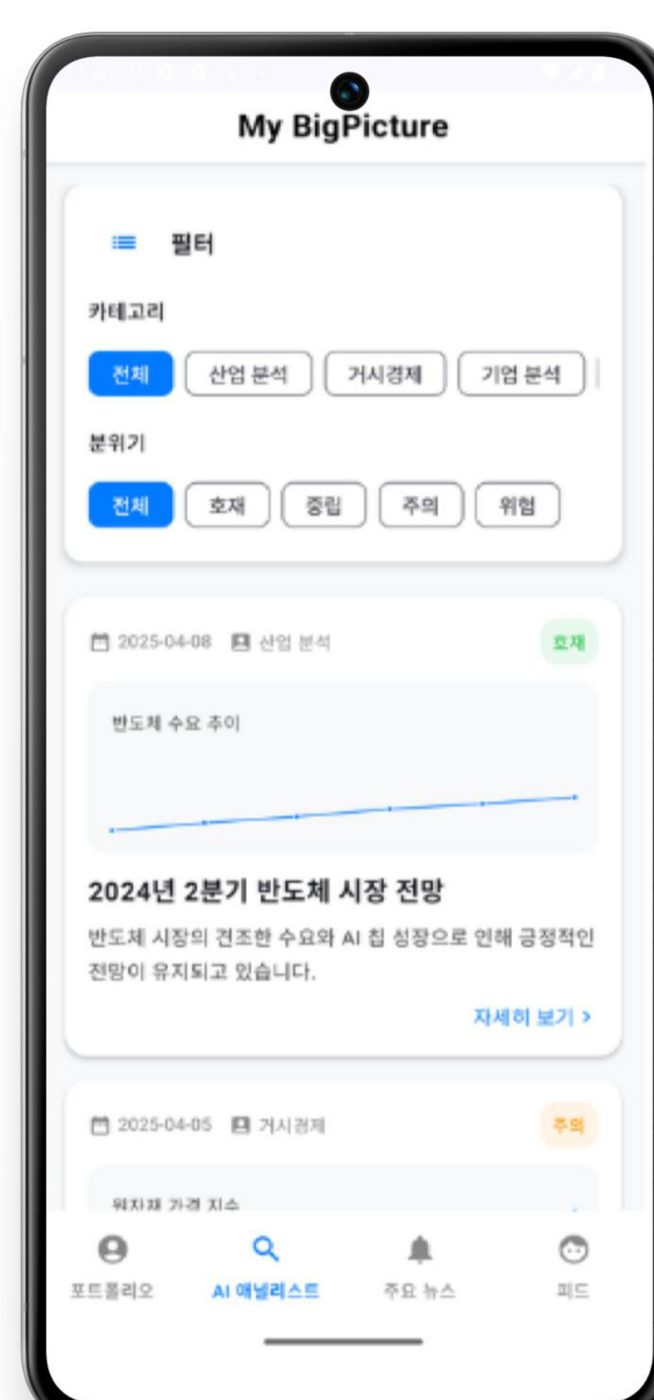 My BigPicture
필터
카테고리
전체 산업 분석 거시경제 기업 분석
분위기
전체 호재 중립 주의 위험
2025-04-08 산업 분석 호재
반도체 수요 추이
2024년 2분기 반도체 시장 전망
반도체 시장의 견조한 수요와 AI 칩 성장으로 인해 긍정적인
전망이 유지되고 있습니다.
자세히 보기 >
2025-04-05 거시경제 주의
원자재 가격 지수
포트폴리오 AI 애널리스트 주요 뉴스 피드